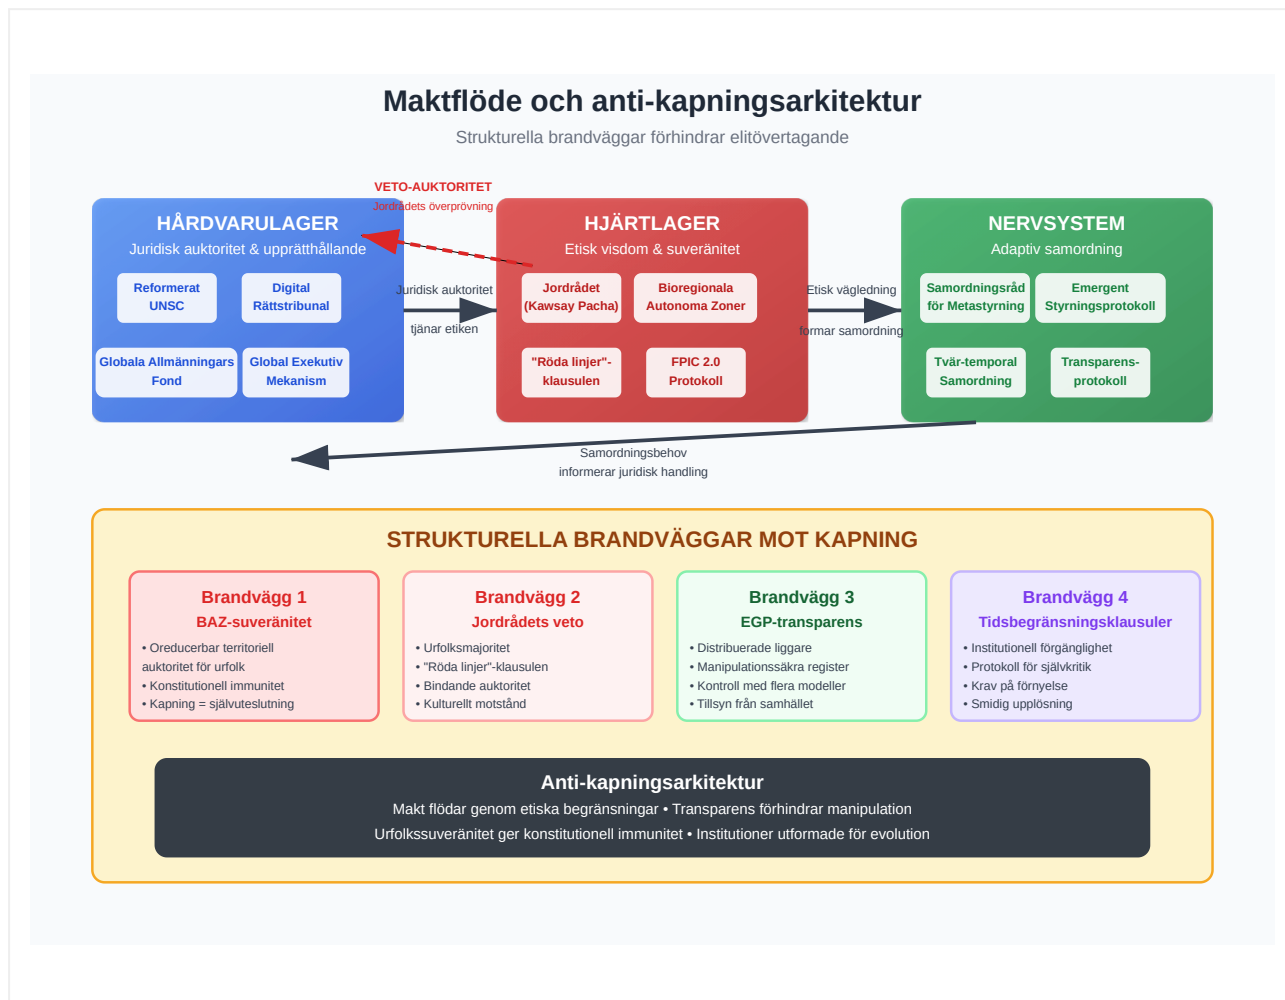 Maktflöde och anti-kapningsarkitektur
Strukturella brandväggar förhindrar elitövertagande
VETO-AUKTORITET
Jordrådets överprövning
HÅRDVARULAGER
Juridisk auktoritet & upprätthållande
Reformerat
UNSC
Digital
Rättstribunal
Globala Allmänningars
Fond
Global Exekutiv
Mekanism
Juridisk auktoritet
tjänar etiken
HJÄRTLAGER
Etisk visdom & suveränitet
Jordrådet
(Kawsay Pacha)
Bioregionala
Autonoma Zoner
"Röda linjer"-
klausulen
FPIC 2.0
Protokoll
Etisk vägledning
formar samordning
NERVSYSTEM
Adaptiv samordning
Samordningsråd
för Metastyrning
Emergent
Styrningsprotokoll
Tvär-temporal
Samordning
Transparens-
protokoll
Samordningsbehov
informerar juridisk handling
STRUKTURELLA BRANDVÄGGAR MOT KAPNING
Brandvägg 1
BAZ-suveränitet
• Oreducerbar territoriell
auktoritet för urfolk
• Konstitutionell immunitet
• Kapning = självuteslutning
Brandvägg 2
Jordrådets veto
• Urfolksmajoritet
• "Röda linjer"-klausulen
• Bindande auktoritet
• Kulturellt motstånd
Brandvägg 3
EGP-transparens
• Distribuerade liggare
• Manipulationssäkra register
• Kontroll med flera modeller
• Tillsyn från samhället
Brandvägg 4
Tidsbegränsningsklausuler
• Institutionell förgänglighet
• Protokoll för självkritik
• Krav på förnyelse
• Smidig upplösning
Anti-kapningsarkitektur
Makt flödar genom etiska begränsningar • Transparens förhindrar manipulation
Urfolkssuveränitet ger konstitutionell immunitet • Institutioner utformade för evolution